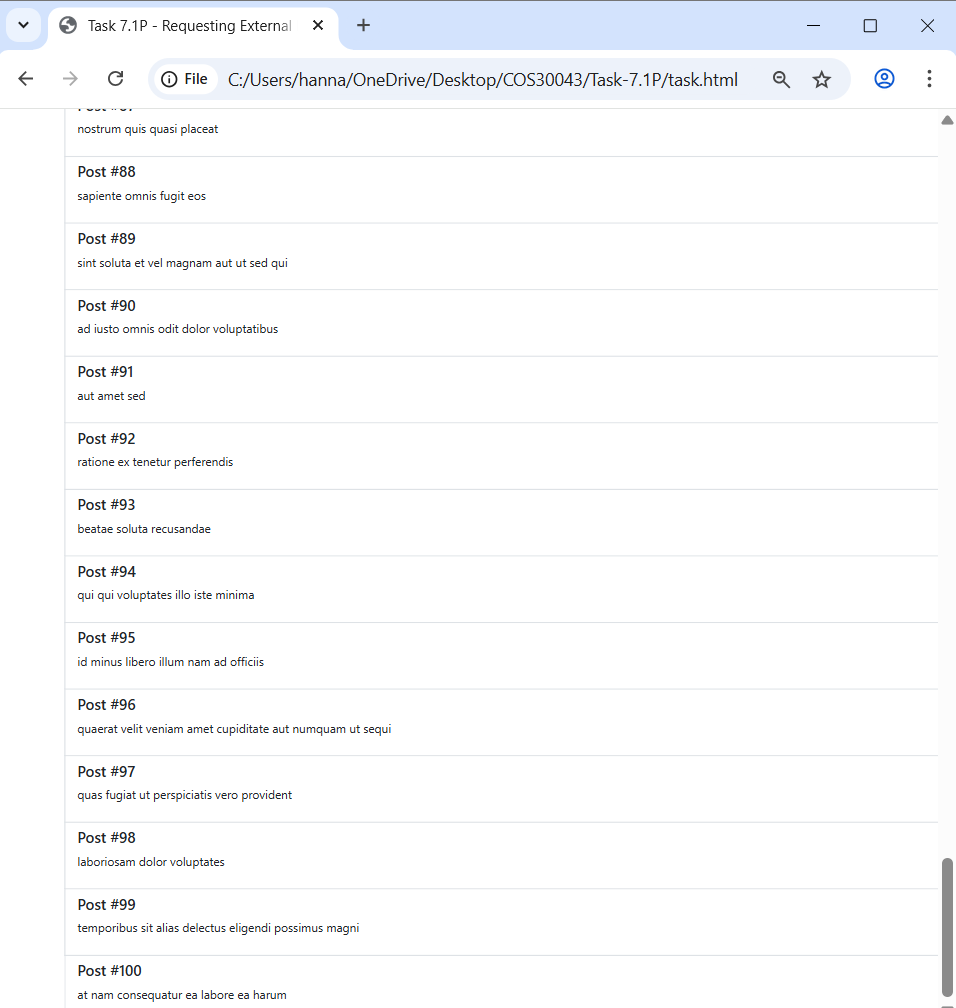 Task 7.1P - Requesting External
File
C:/Users/hanna/OneDrive/Desktop/COS30043/Task-7.1P/task.html
nostrum quis quasi placeat
Post #88
sapiente omnis fugit eos
Post #89
sint soluta et vel magnam aut ut sed qui
Post #90
ad iusto omnis odit dolor voluptatibus
Post #91
aut amet sed
Post #92
ratione ex tenetur perferendis
Post #93
beatae soluta recusandae
Post #94
qui qui voluptates illo iste minima
Post #95
id minus libero illum nam ad officiis
Post #96
quaerat velit veniam amet cupiditate aut numquam ut sequi
Post #97
quas fugiat ut perspiciatis vero provident
Post #98
laboriosam dolor voluptates
Post #99
temporibus sit alias delectus eligendi possimus magni
Post #100
at nam consequatur ea labore ea harum